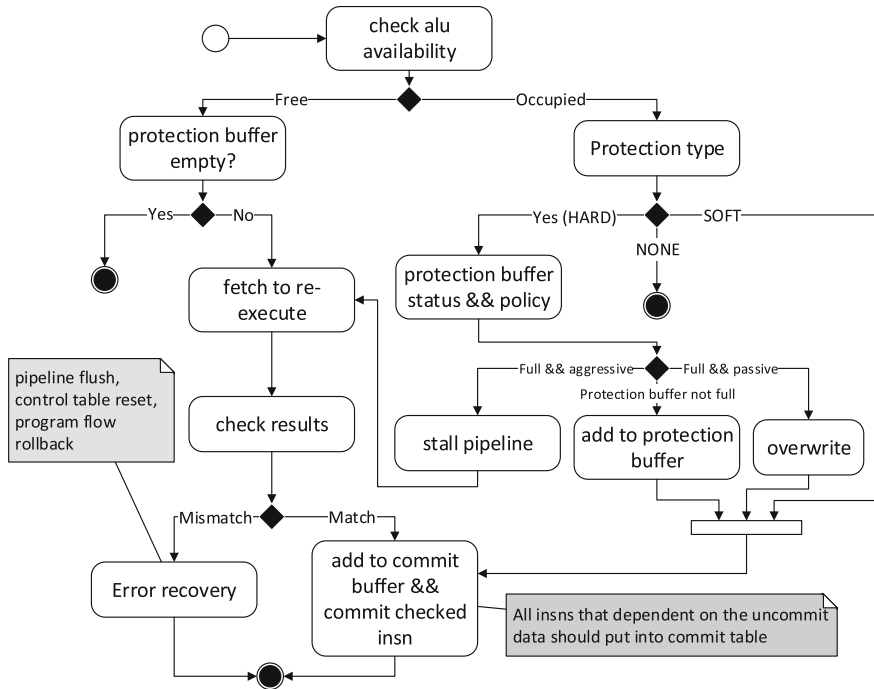 check alu
availability
Free
Occupied
protection buffer
empty?
Protection type
Yes
No
Yes (HARD)
SOFT
NONE
fetch to re-
execute
protection buffer
status && policy
pipeline flush,
control table reset,
program flow
rollback
Full && aggressive
Full && passive
Protection buffer not full
check results
stall pipeline
add to protection
buffer
overwrite
Mismatch
Match
Error recovery
add to commit
buffer &&
commit checked
insn
All insns that dependent on the uncommit
data should put into commit table